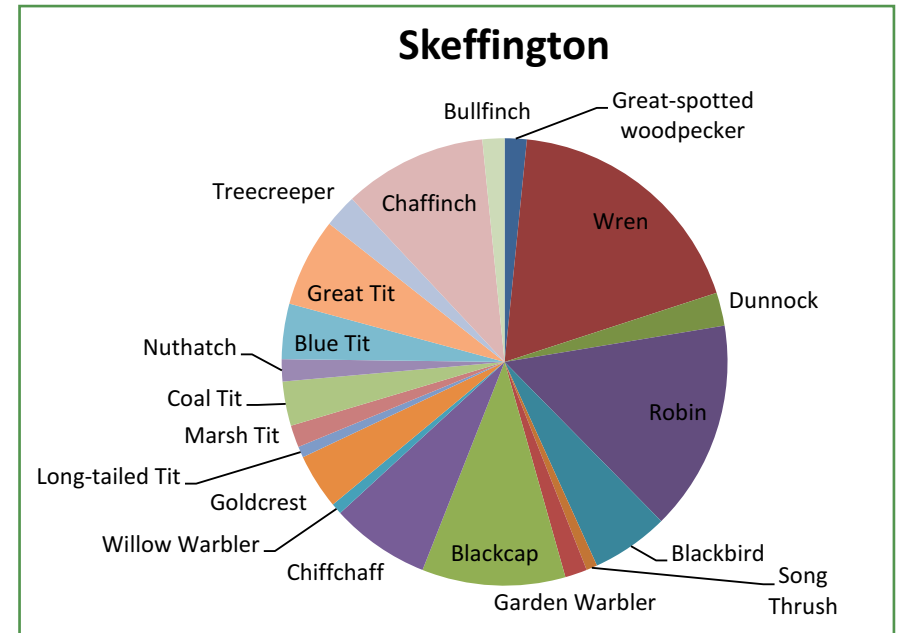 Skeffington
Bullfinch
Great-spotted
woodpecker
Treecreeper
Chaffinch
Wren
Great Tit
Dunnock
Blue Tit
Nuthatch
Coal Tit
Robin
Marsh Tit
Long-tailed Tit
Goldcrest
Willow Warbler
Chiffchaff
Blackcap
Blackbird
Garden Warbler
Song
Thrush